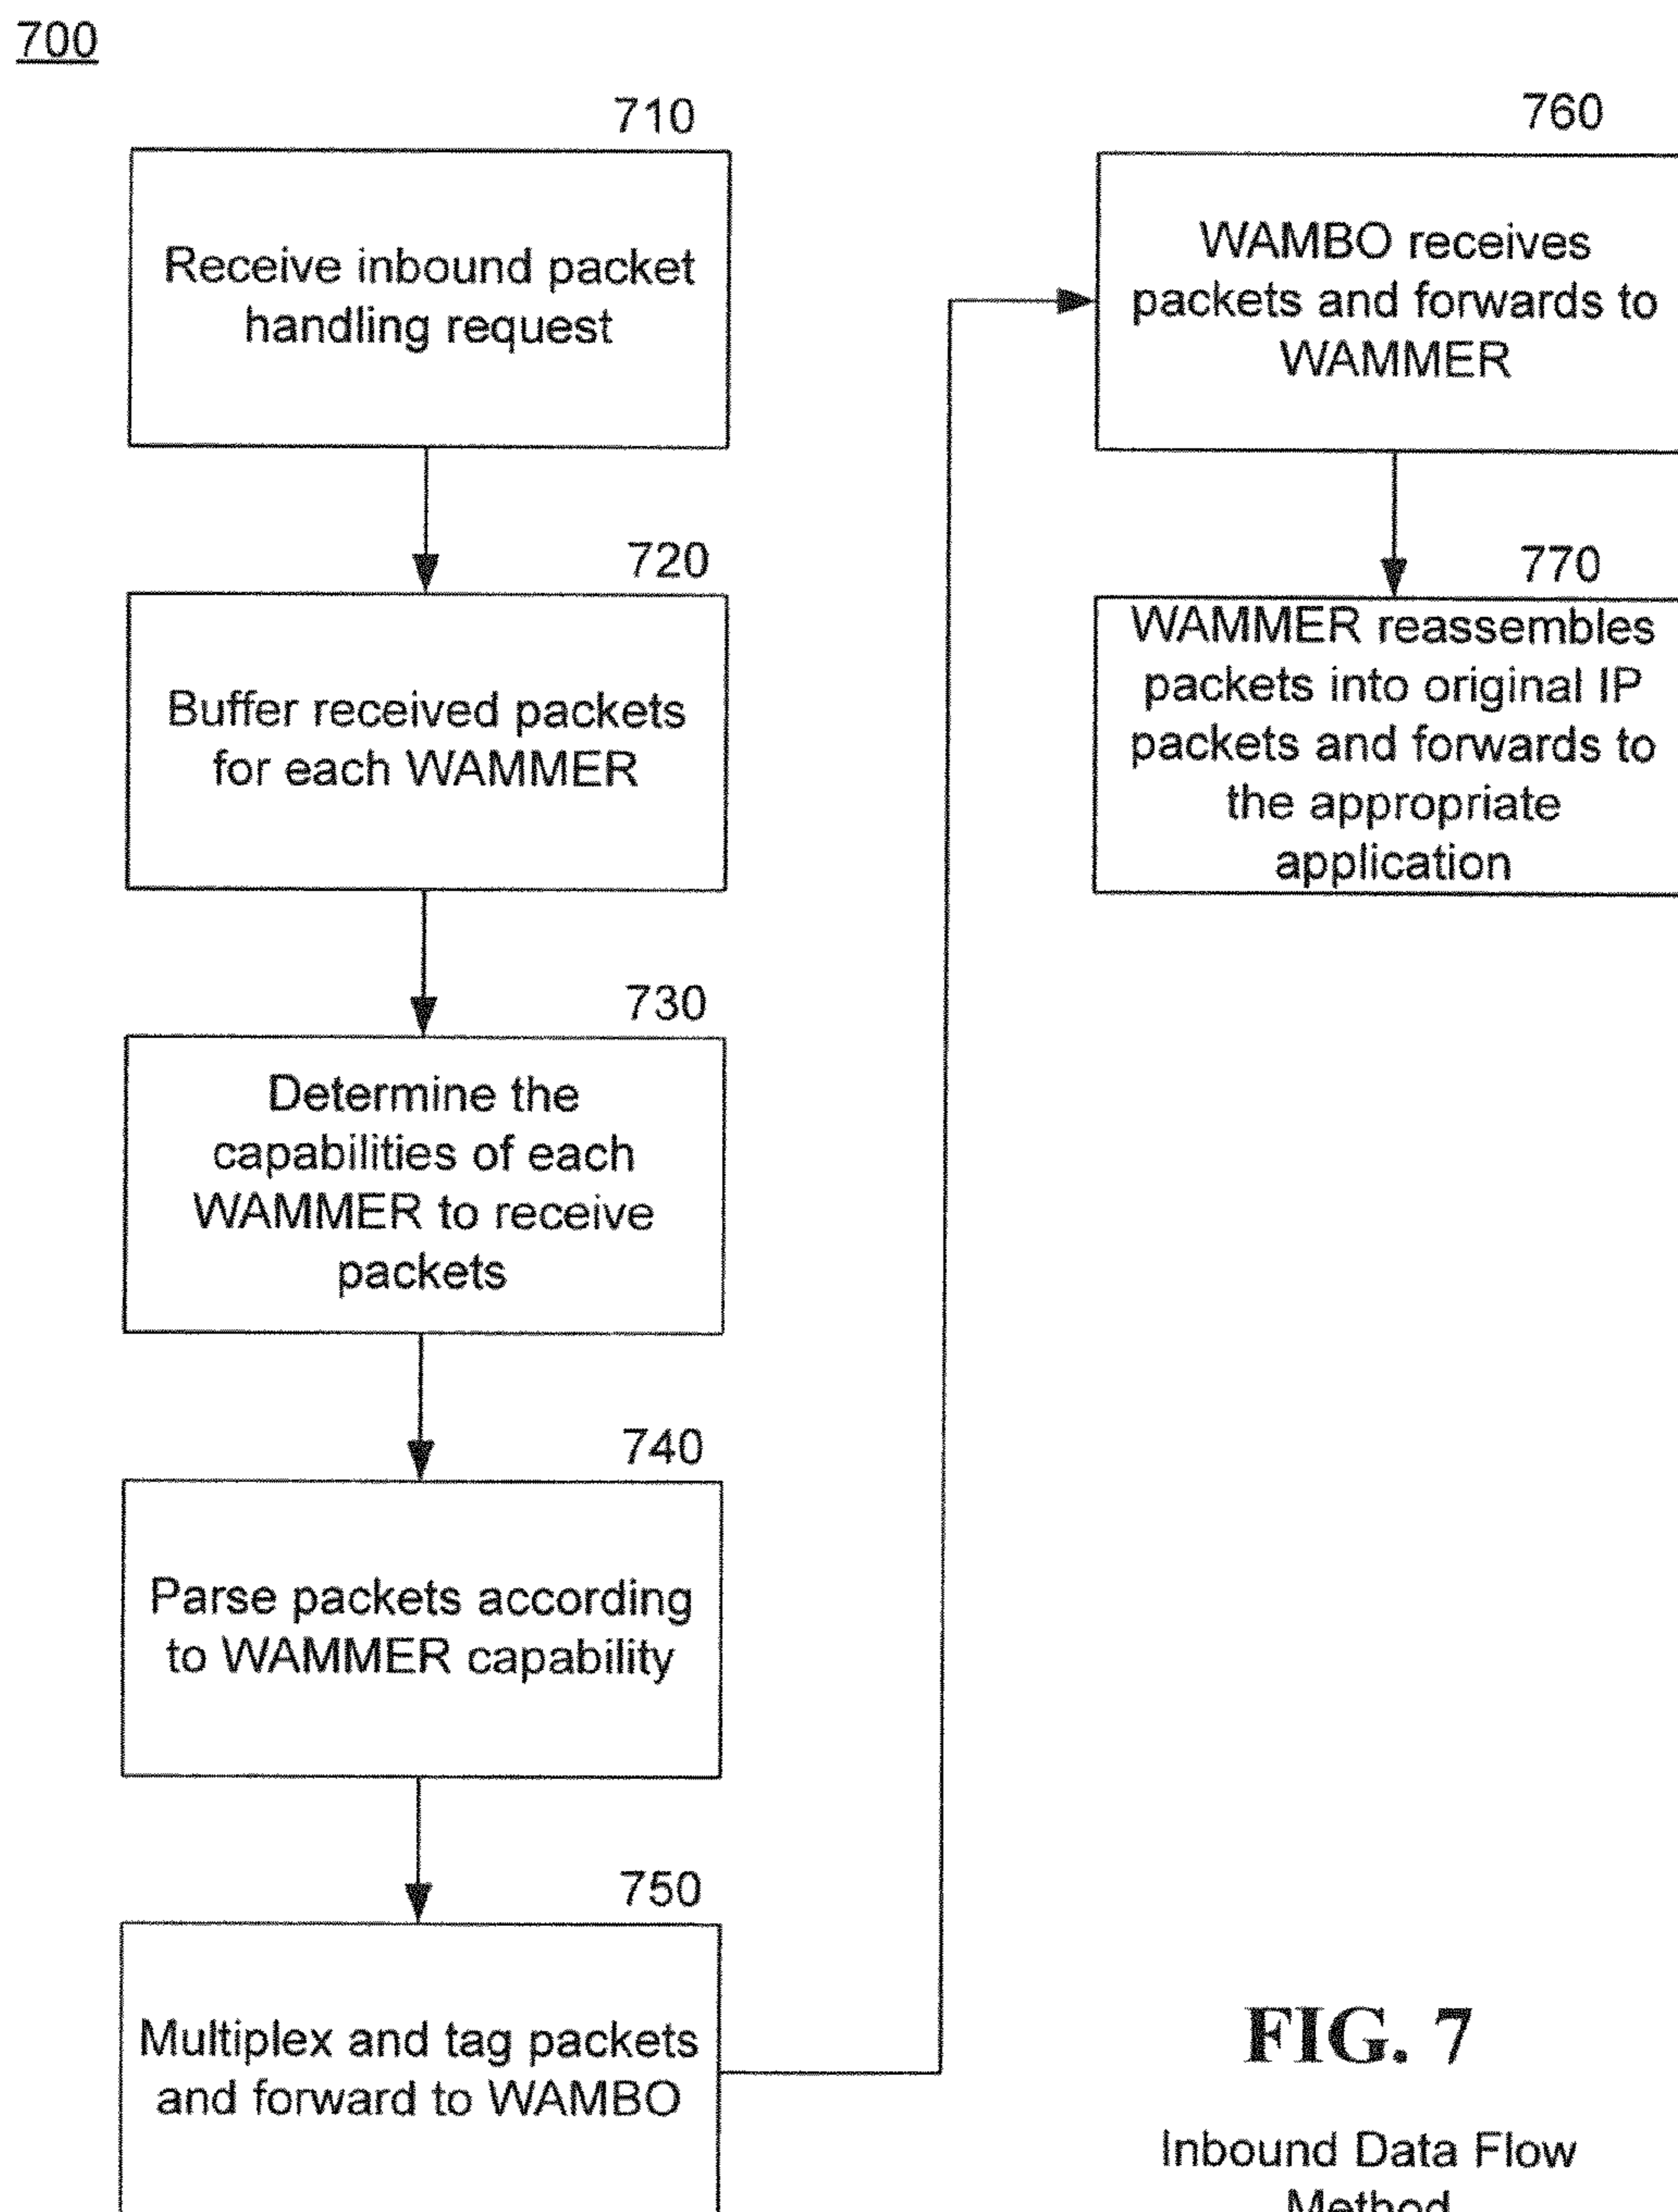 700
710
Receive inbound packet
handling request
720
Buffer received packets
for each WAMMER
730
Determine the
capabilities of each
WAMMER to receive
packets
740
Parse packets according
to WAMMER capability
750
Multiplex and tag packets
and forward to WAMBO
760
WAMBO receives
packets and forwards to
WAMMER
770
WAMMER reassembles
packets into original IP
packets and forwards to
the appropriate
application
FIG. 7
Inbound Data Flow
Method